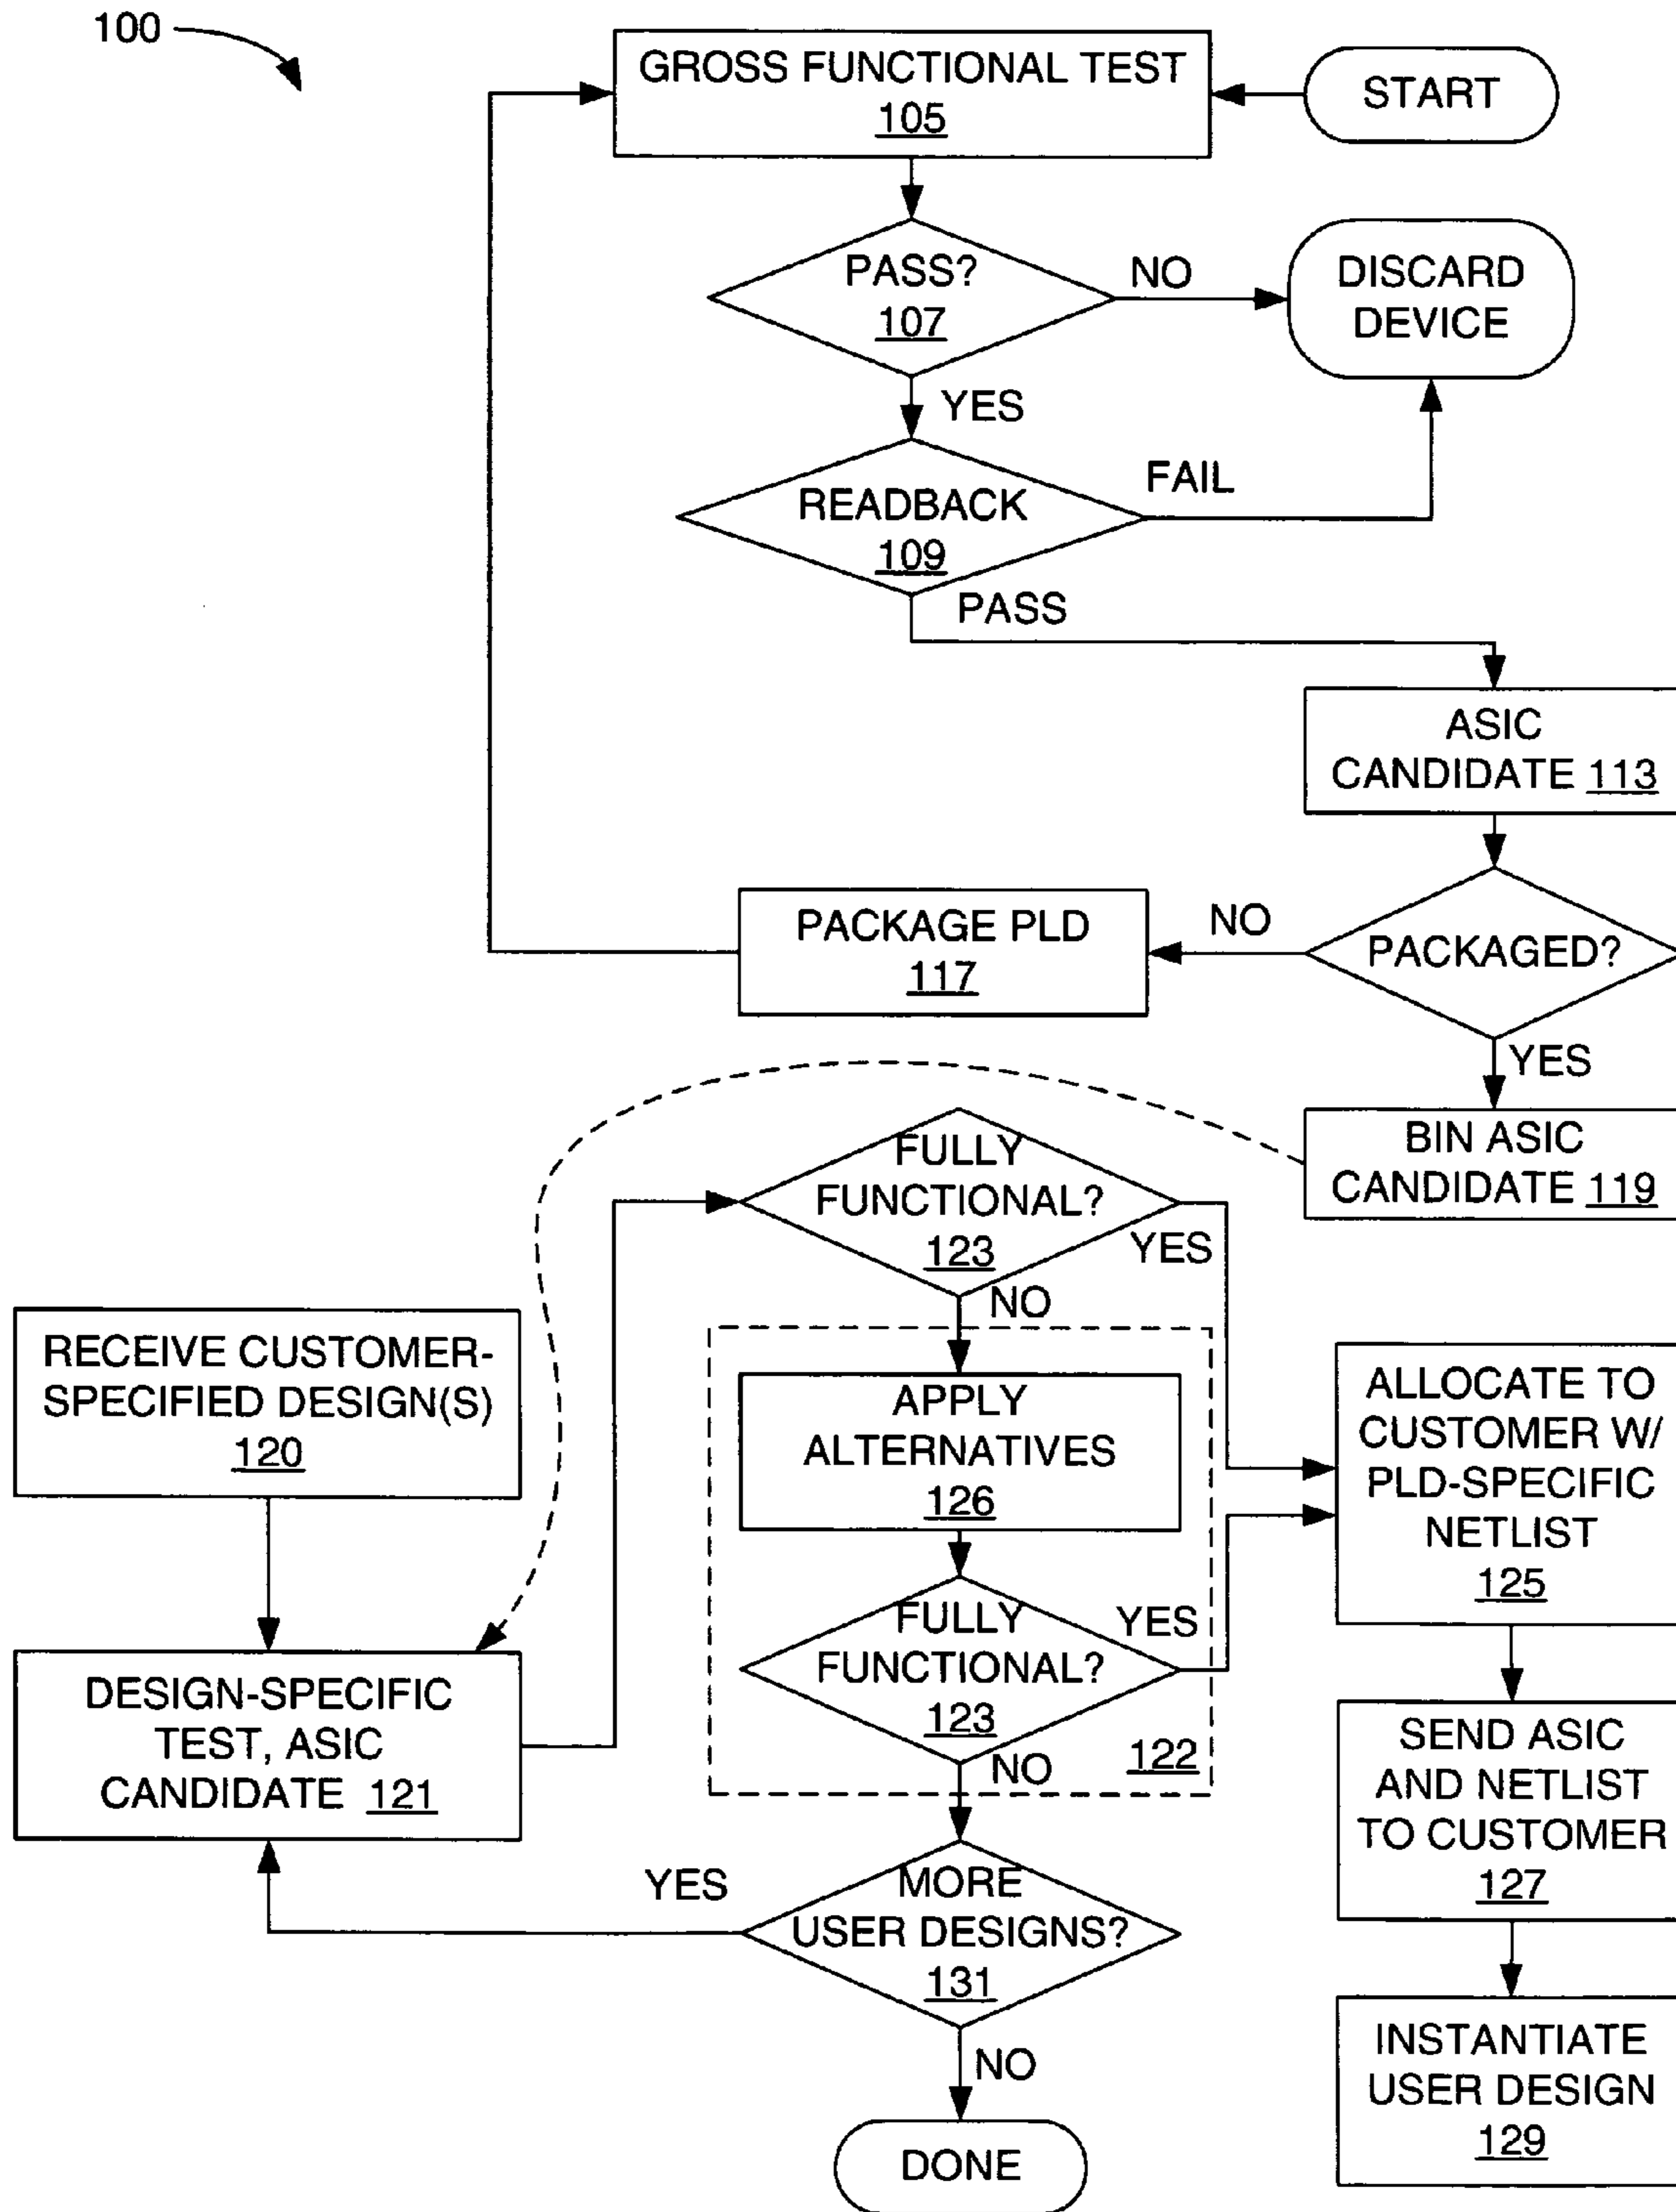 100
GROSS FUNCTIONAL TEST
105
START
PASS?
107
NO
DISCARD
DEVICE
YES
READBACK
109
FAIL
PASS
ASIC
CANDIDATE 113
PACKAGED?
NO
PACKAGE PLD
117
YES
BIN ASIC
CANDIDATE 119
FULLY
FUNCTIONAL?
123
YES
NO
RECEIVE CUSTOMER-
SPECIFIED DESIGN(S)
120
APPLY
ALTERNATIVES
126
ALLOCATE TO
CUSTOMER W/
PLD-SPECIFIC
NETLIST
125
FULLY
FUNCTIONAL?
123
YES
NO
122
DESIGN-SPECIFIC
TEST, ASIC
CANDIDATE 121
SEND ASIC
AND NETLIST
TO CUSTOMER
127
YES
MORE
USER DESIGNS?
131
NO
INSTANTIATE
USER DESIGN
129
DONE